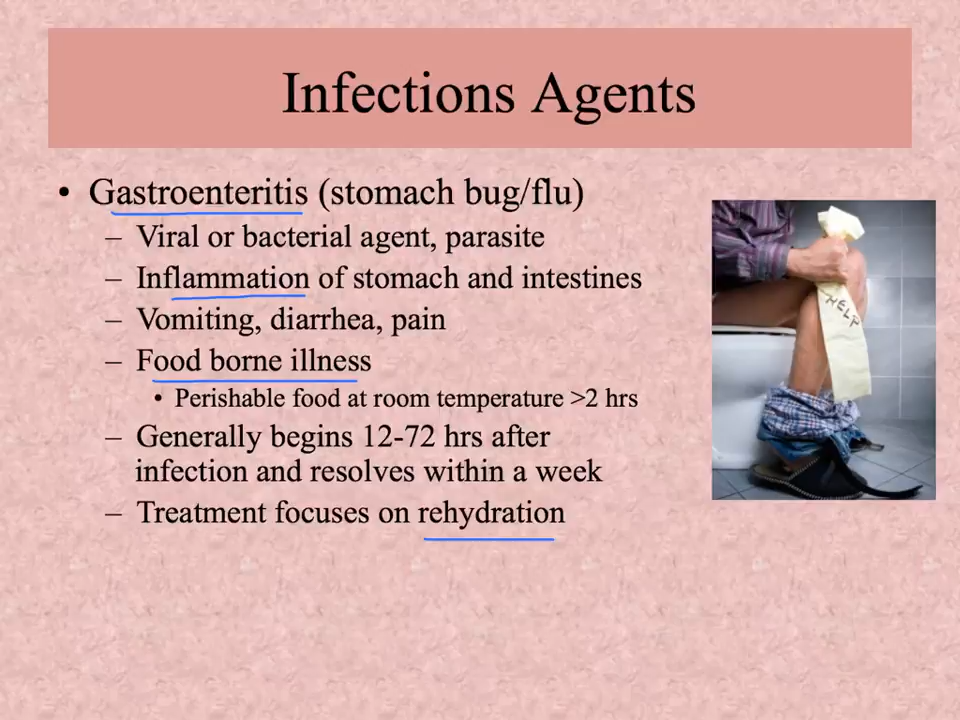 Infections Agents
• Gastroenteritis (stomach bug/flu)
– Viral or bacterial agent, parasite
– Inflammation of stomach and intestines
– Vomiting, diarrhea, pain
– Food borne illness
• Perishable food at room temperature >2 hrs
– Generally begins 12-72 hrs after
infection and resolves within a week
– Treatment focuses on rehydration
HELP